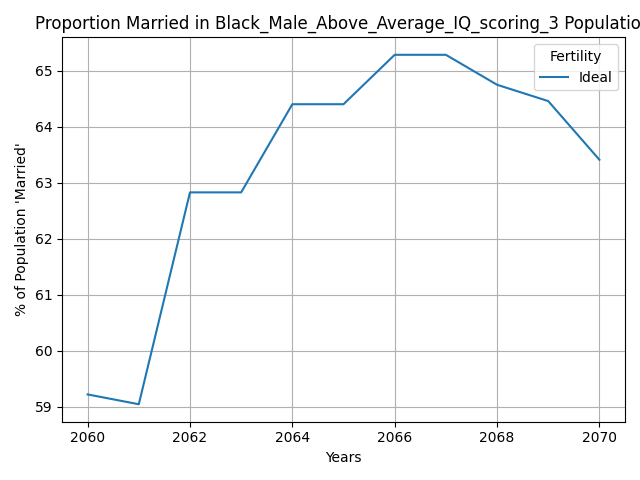 Proportion Married in Black_Male_Above_Average_IQ_scoring_3 Populatio
Fertility
Ideal
% of Population 'Married'
65
64
63
62
61
60
59
2060 2062 2064 2066 2068 2070
Years